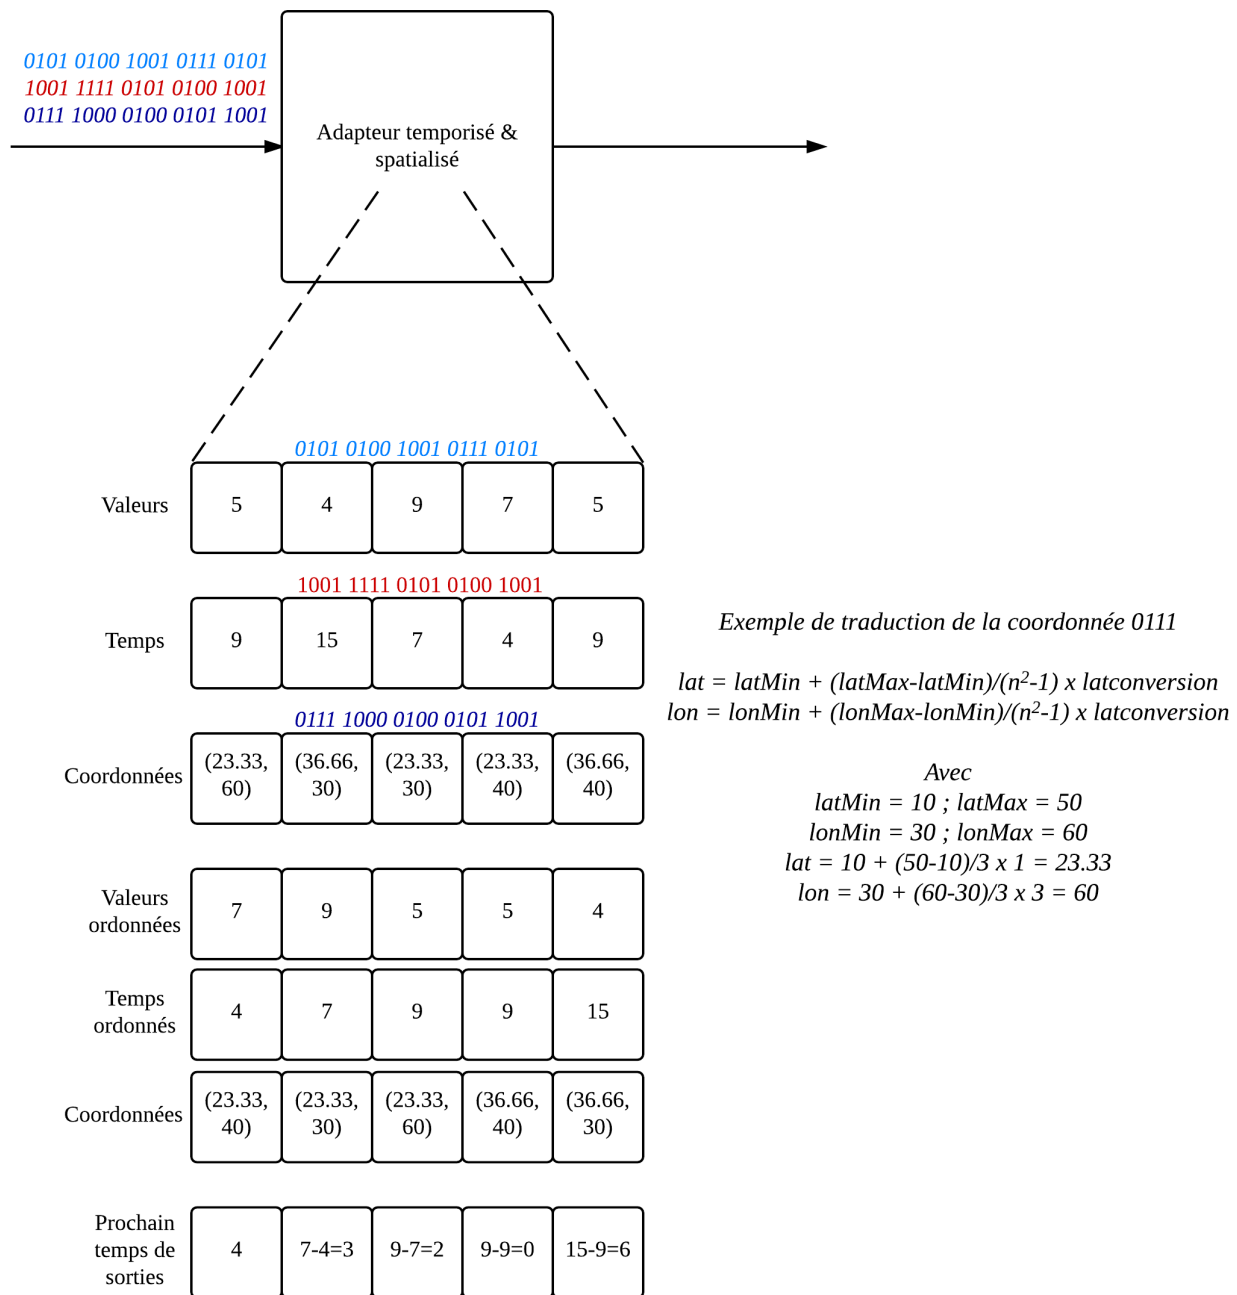 0101 0100 1001 0111 0101
1001 1111 0101 0100 1001
0111 1000 0100 0101 1001
Adapteur temporisé &
spatialisé
0101 0100 1001 0111 0101
Valeurs 5 4 9 7 5
1001 1111 0101 0100 1001
Temps 9 15 7 4 9
0111 1000 0100 0101 1001
Coordonnées (23.33, 60) (36.66, 30) (23.33, 30) (23.33, 40) (36.66, 40)
Valeurs
ordonnées
7 9 5 5 4
Temps
ordonnés
4 7 9 9 15
Coordonnées (23.33, 40) (23.33, 30) (23.33, 60) (36.66, 40) (36.66, 30)
Prochain
temps de
sorties
4 7-4=3 9-7=2 9-9=0 15-9=6
Exemple de traduction de la coordonnée 0111
lat = latMin + (latMax-latMin)/(n²-1) x latconversion
lon = lonMin + (lonMax-lonMin)/(n²-1) x latconversion
Avec
latMin = 10 ; latMax = 50
lonMin = 30 ; lonMax = 60
lat = 10 + (50-10)/3 x 1 = 23.33
lon = 30 + (60-30)/3 x 3 = 60